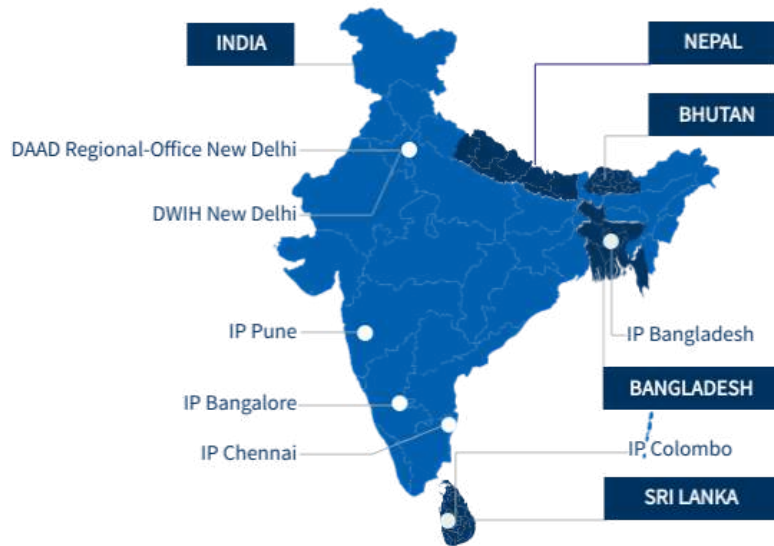 INDIA
NEPAL
BHUTAN
DAAD Regional-Office New Delhi
DWIH New Delhi
IP Pune
IP Bangladesh
BANGLADESH
IP Bangalore
IP Chennai
IP Colombo
SRI LANKA